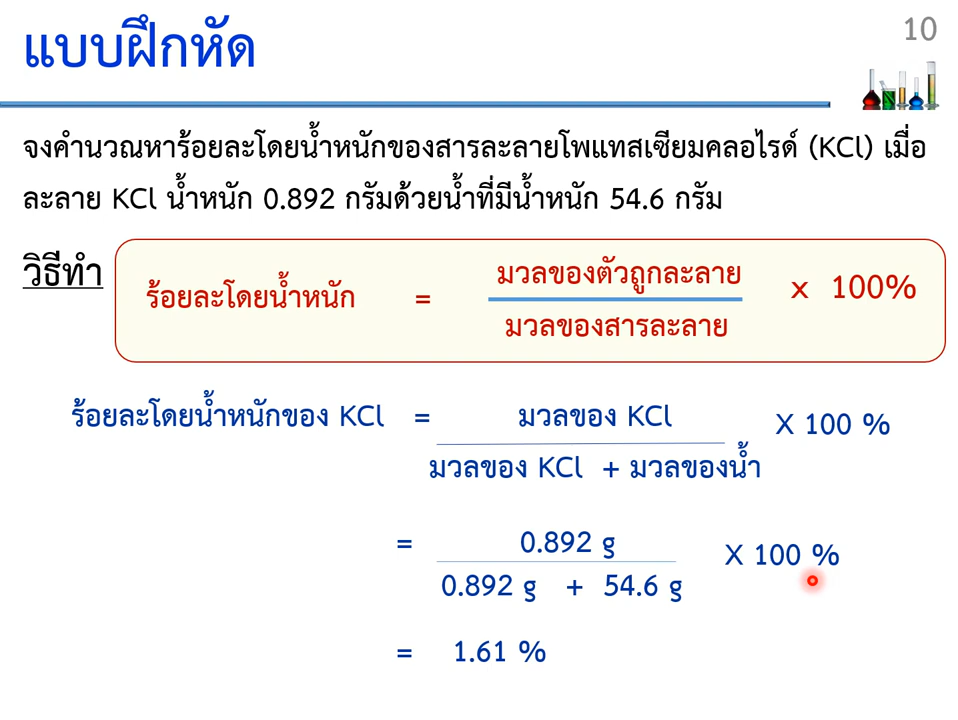 10
แบบฝึกหัด
จงคำนวณหาร้อยละโดยน้ำหนักของสารละลายโพแทสเซียมคลอไรด์ (KCl) เมื่อ
ละลาย KCl น้ำหนัก 0.892 กรัมด้วยน้ำที่มีน้ำหนัก 54.6 กรัม
วิธีทำ
ร้อยละโดยน้ำหนัก = มวลของตัวถูกละลาย x 100%
มวลของสารละลาย
ร้อยละโดยน้ำหนักของ KCl = มวลของ KCl X 100 %
มวลของ KCl + มวลของน้ำ
= 0.892 g X 100 %
0.892 g + 54.6 g
= 1.61 %